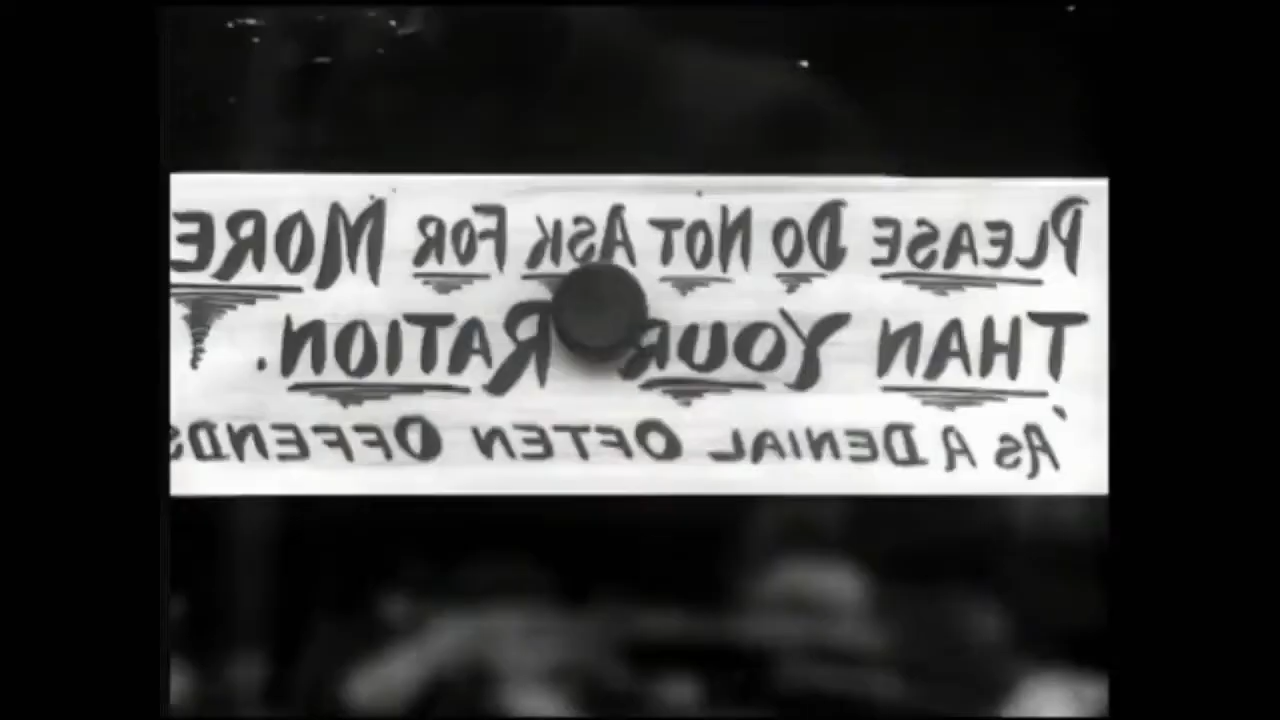 Please Do Not Ask For More
Than Your Ration.
As A Denial Often Offends